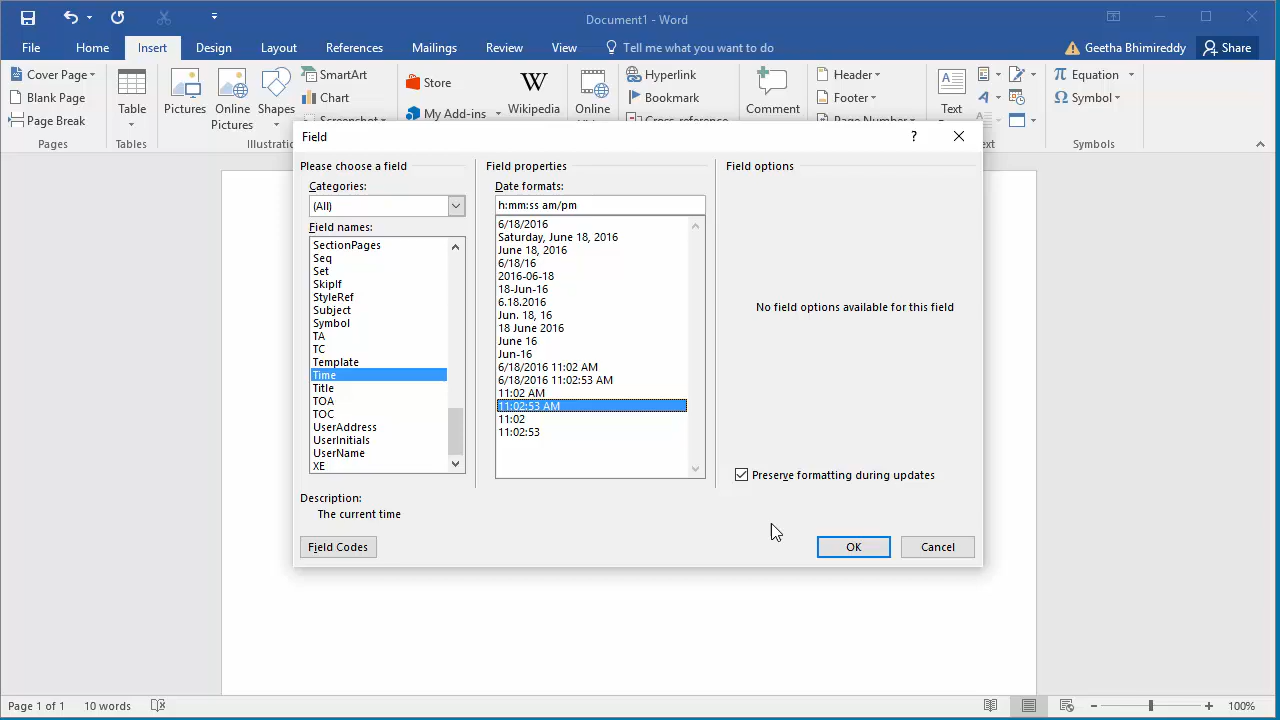 Document1 - Word
File Home Insert Design Layout References Mailings Review View Tell me what you want to do Geetha Bhimireddy Share
Cover Page
Blank Page
Page Break
Pages
Table
Tables
Pictures
Online
Pictures
Shapes
SmartArt
Chart
Screenshot
Illustrati
Store
My Add-ins
W
Wikipedia
Online
Hyperlink
Bookmark
Cross-reference
Comment
Header
Footer
Page Number
Text
ext
Equation
Symbol
Symbols
Field
Please choose a field
Categories:
(All)
Field names:
SectionPages
Seq
Set
SkipIf
StyleRef
Subject
Symbol
TA
TC
Template
Time
Title
TOA
TOC
UserAddress
UserInitials
UserName
XE
Field properties
Date formats:
h:mm:ss am/pm
6/18/2016
Saturday, June 18, 2016
June 18, 2016
6/18/16
2016-06-18
18-Jun-16
6.18.2016
Jun. 18, 16
18 June 2016
June 16
Jun-16
6/18/2016 11:02 AM
6/18/2016 11:02:53 AM
11:02 AM
11:02:53 AM
11:02
11:02:53
Field options
No field options available for this field
Preserve formatting during updates
Description:
The current time
Field Codes
OK
Cancel
Page 1 of 1 10 words 100%